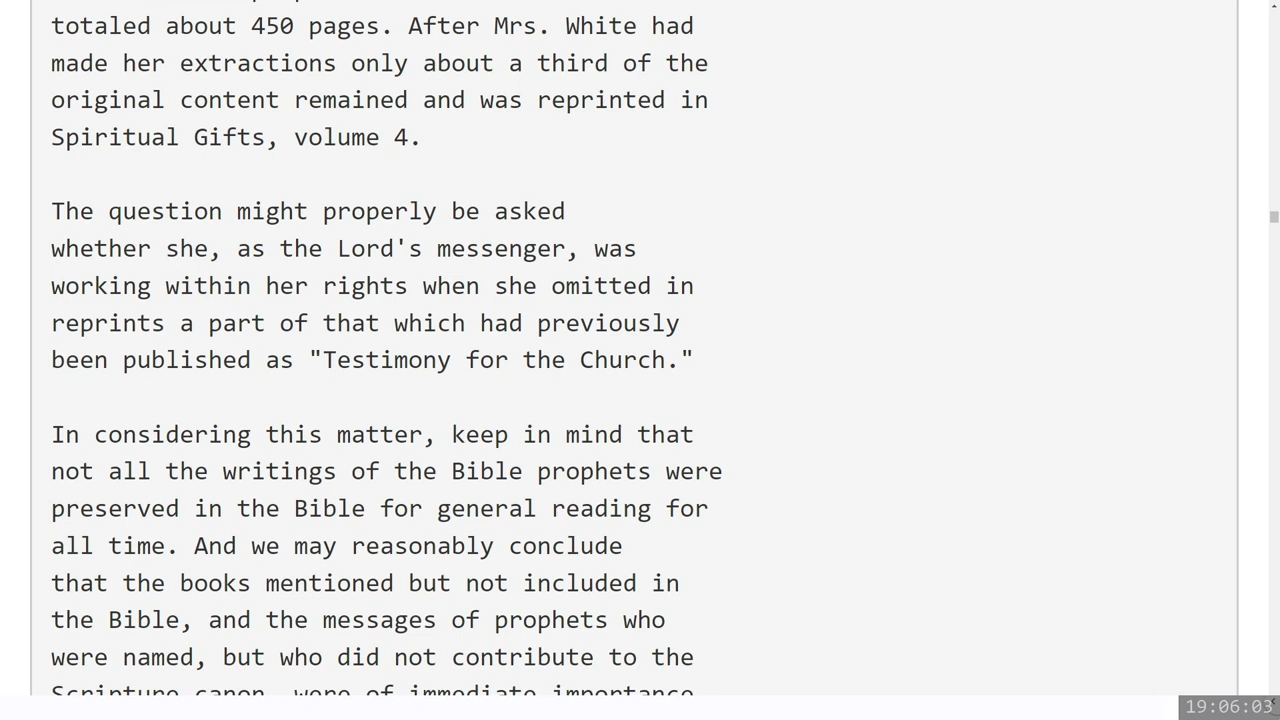 totaled about 450 pages. After Mrs. White had
made her extractions only about a third of the
original content remained and was reprinted in
Spiritual Gifts, volume 4.
The question might properly be asked
whether she, as the Lord's messenger, was
working within her rights when she omitted in
reprints a part of that which had previously
been published as "Testimony for the Church."
In considering this matter, keep in mind that
not all the writings of the Bible prophets were
preserved in the Bible for general reading for
all time. And we may reasonably conclude
that the books mentioned but not included in
the Bible, and the messages of prophets who
were named, but who did not contribute to the
Scripture canon, were of immediate importance
19:06:03